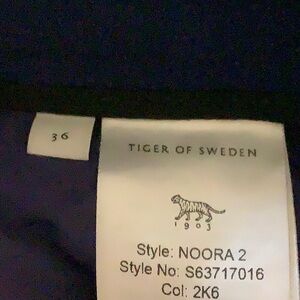 36
TIGER OF SWEDEN
1903
Style: NOORA 2
Style No: S63717016
Col: 2K6